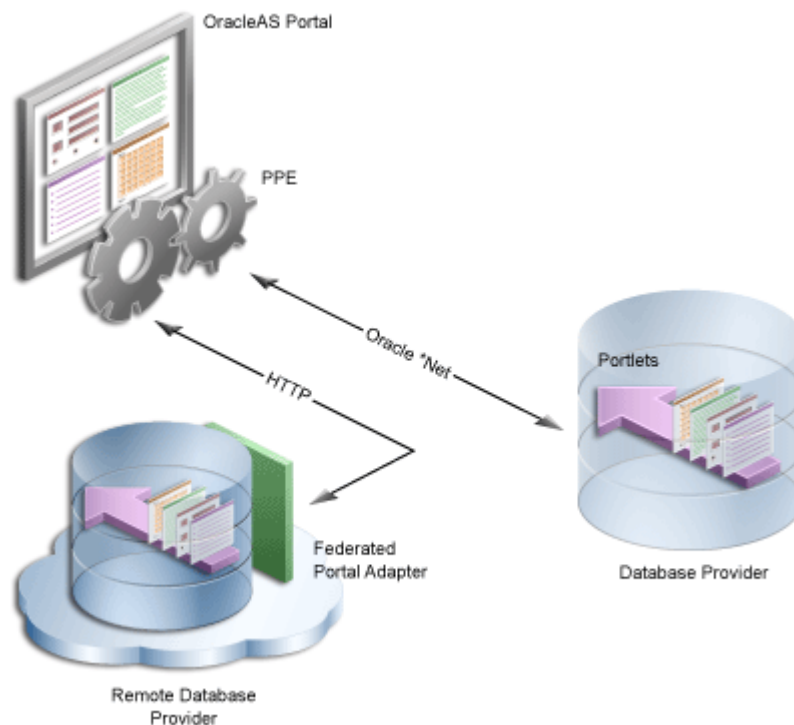 OracleAS Portal
PPE
Oracle *Net
HTTP
Portlets
Federated
Portal Adapter
Database Provider
Remote Database
Provider